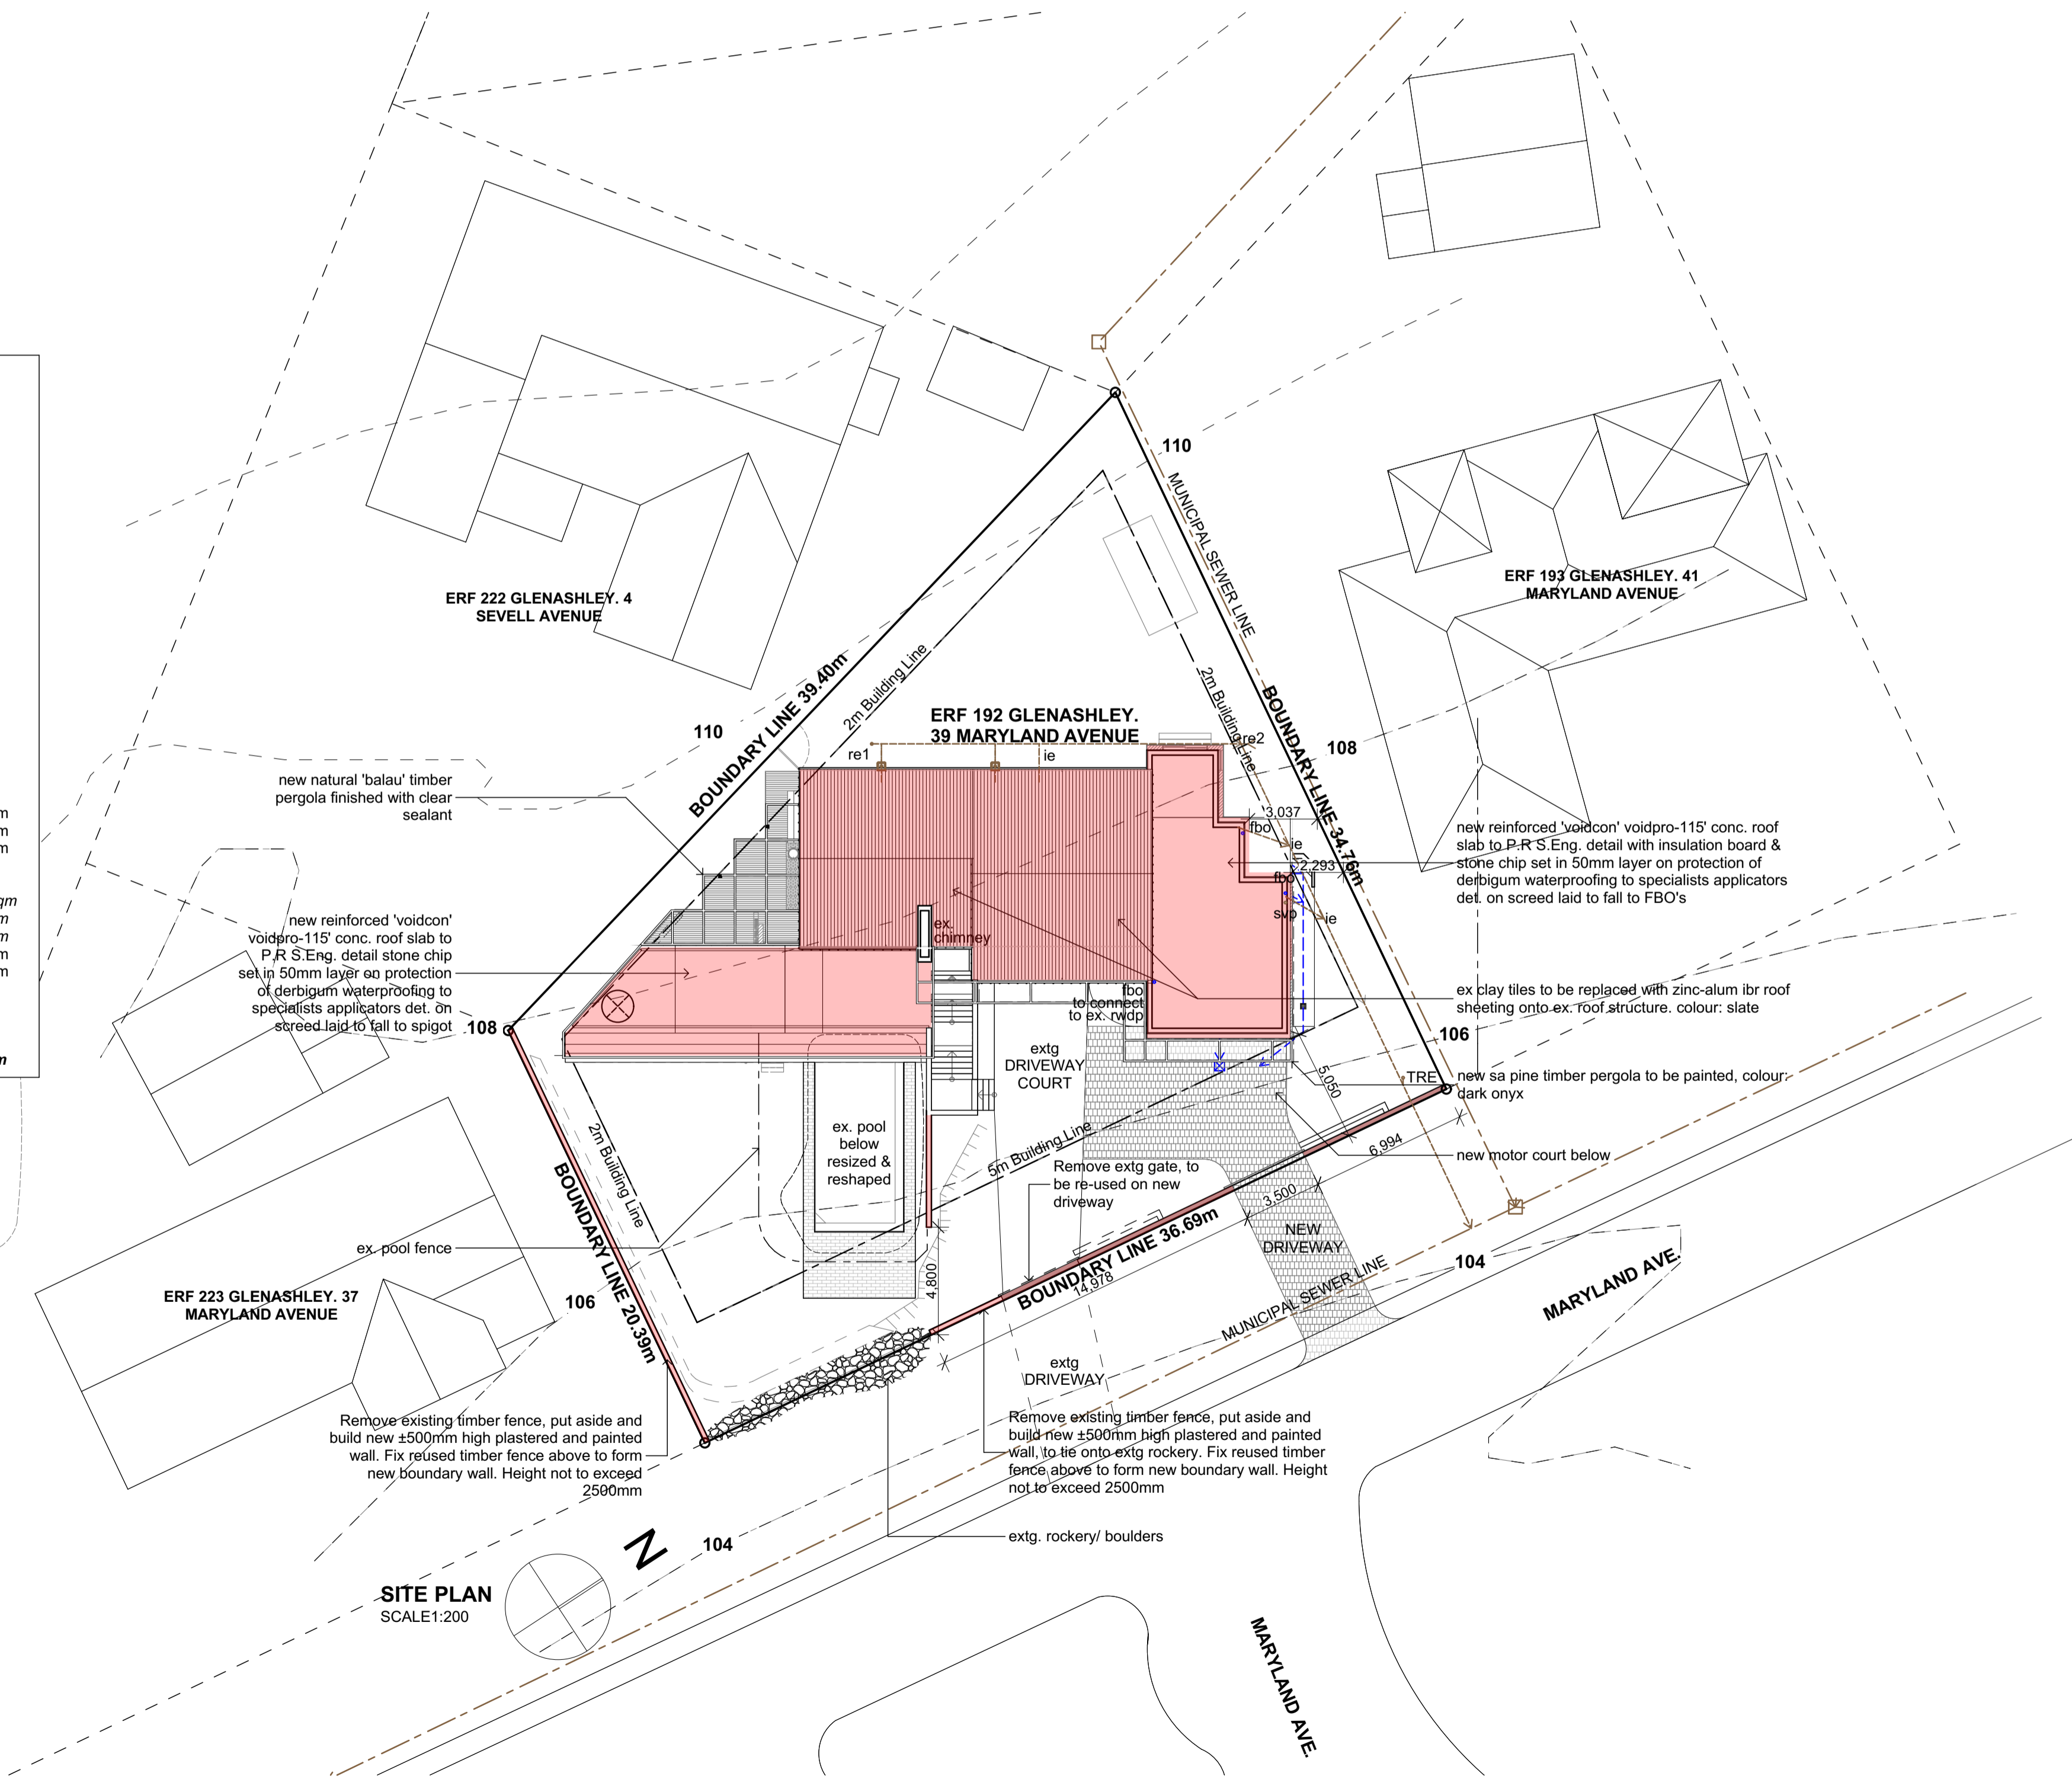 110
MUNICIPAL SEWER LINE
ERF 222 GLENASHLEY. 4
SEVELL AVENUE
ERF 193 GLENASHLEY. 41
MARYLAND AVENUE
BOUNDARY LINE 39.40m
2m Building Line
2m Building Line
BOUNDARY LINE 34.76m
ERF 192 GLENASHLEY.
39 MARYLAND AVENUE
110
108
re1
ie
re2
new natural 'balau' timber
pergola finished with clear
sealant
m
m
m
qm
m
m
m
m
m
3,037
fbo
ie
2,293
fbo
svp
ie
new reinforced 'voidcon' voidpro-115' conc. roof
slab to P.R S.Eng. detail with insulation board &
stone chip set in 50mm layer on protection of
derbigum waterproofing to specialists applicators
det. on screed laid to fall to FBO's
new reinforced 'voidcon'
voidpro-115' conc. roof slab to
P.R S.Eng. detail stone chip
set in 50mm layer on protection
of derbigum waterproofing to
specialists applicators det. on
screed laid to fall to spigot
108
ex.
chimney
fbo
to connect
to ex. rwdp
ex clay tiles to be replaced with zinc-alum ibr roof
sheeting onto ex. roof structure. colour: slate
106
extg
DRIVEWAY
COURT
5,050
TRE
new sa pine timber pergola to be painted, colour:
dark onyx
ex. pool
below
resized &
reshaped
2m Building Line
5m Building Line
6,994
new motor court below
Remove extg gate, to
be re-used on new
driveway
3,500
BOUNDARY LINE 20.39m
BOUNDARY LINE 36.69m
14,978
4,800
NEW
DRIVEWAY
ex. pool fence
MUNICIPAL SEWER LINE
104
MARYLAND AVE.
ERF 223 GLENASHLEY. 37
MARYLAND AVENUE
106
extg
DRIVEWAY
Remove existing timber fence, put aside and
build new ±500mm high plastered and painted
wall. Fix reused timber fence above to form
new boundary wall. Height not to exceed
2500mm
Remove existing timber fence, put aside and
build new ±500mm high plastered and painted
wall, to tie onto extg rockery. Fix reused timber
fence above to form new boundary wall. Height
not to exceed 2500mm
extg. rockery/ boulders
104
N
SITE PLAN
SCALE1:200
MARYLAND AVE.